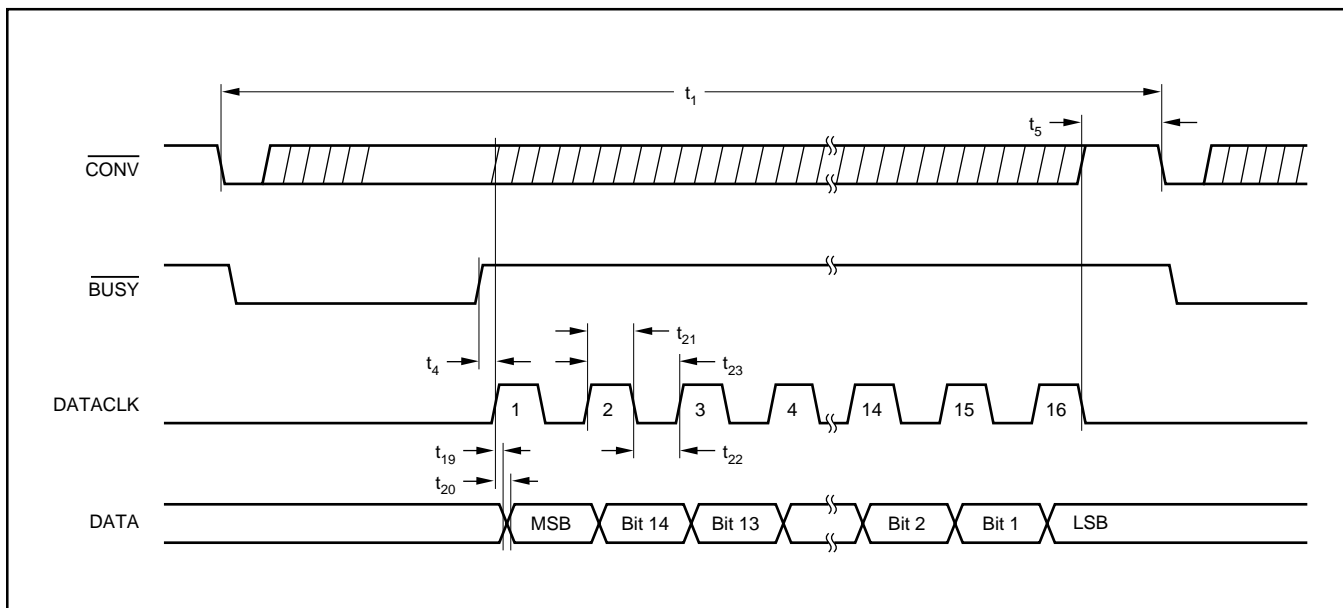 t1
CONV
t5
BUSY
t21
t4
t23
DATACLK
1
2
3
4
14
15
16
t19
t22
t20
DATA
MSB
Bit 14
Bit 13
Bit 2
Bit 1
LSB